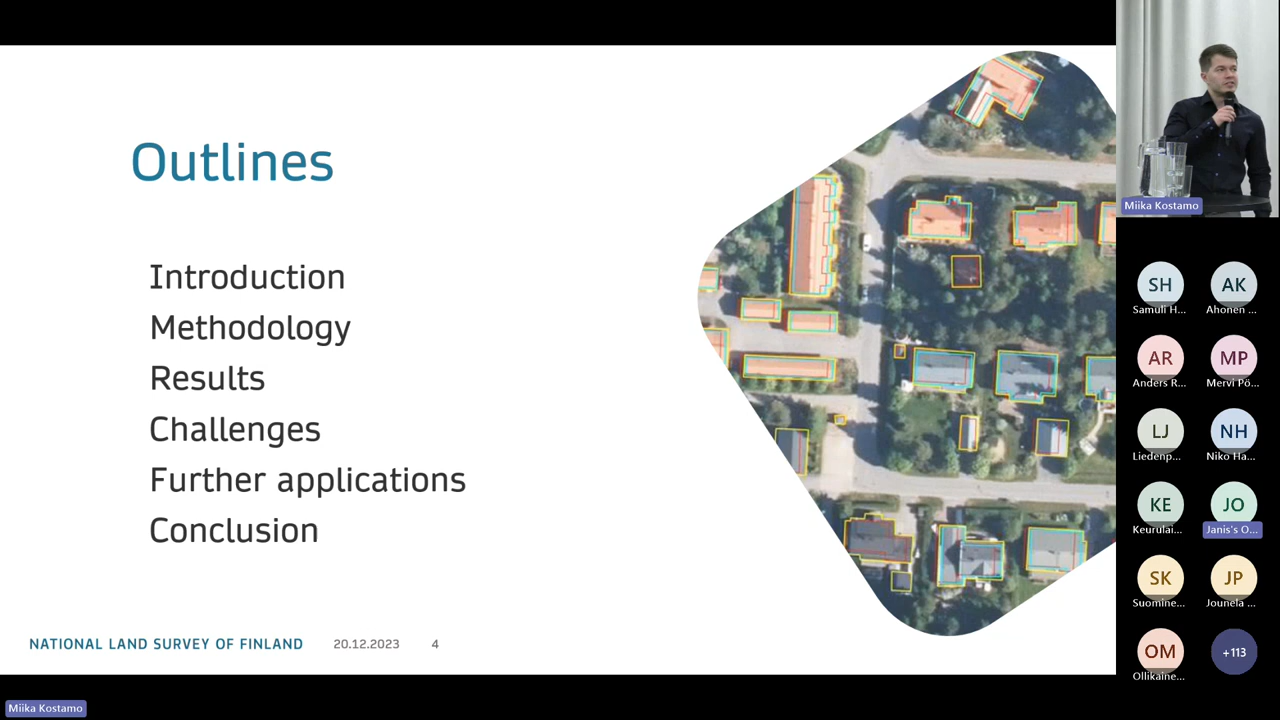 Outlines
Introduction
Methodology
Results
Challenges
Further applications
Conclusion
NATIONAL LAND SURVEY OF FINLAND 20.12.2023 4
Miika Kostamo
Miika Kostamo
SH AK
Samuli H... Ahonen ...
AR MP
Anders R... Mervi Pö...
LJ NH
Liedenp... Niko Ha...
KE JO
Keurulai... Janis's O...
SK JP
Suomine... Jounela ...
OM +113
Ollikaine...